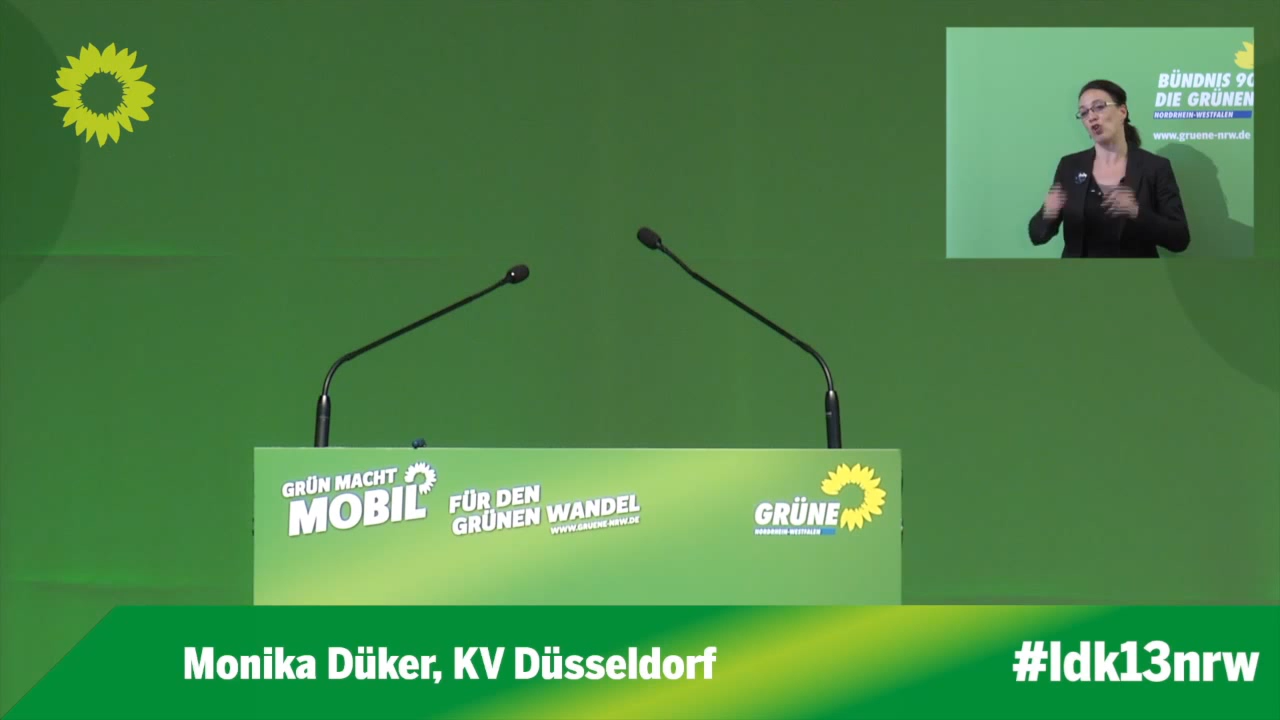 BÜNDNIS 90
DIE GRÜNEN
NORDRHEIN-WESTFALEN
www.gruene-nrw.de
GRÜN MACHT
MOBIL
FÜR DEN
GRÜNEN WANDEL
WWW.GRUENE-NRW.DE
GRÜNE
NORDRHEIN-WESTFALEN
Monika Düker, KV Düsseldorf
#ldk13nrw